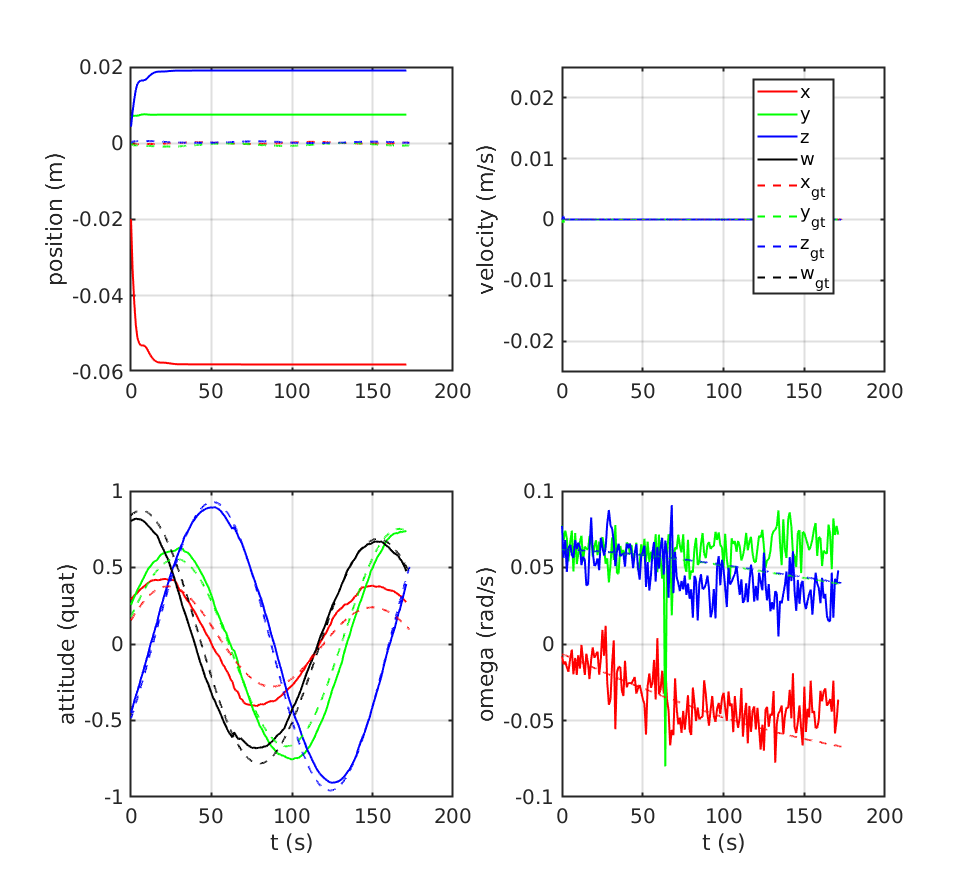 0.02
0
-0.02
-0.04
-0.06
position (m)
0 50 100 150 200
0.02
0.01
0
-0.01
-0.02
velocity (m/s)
0 50 100 150 200
x
y
z
w
x_gt
y_gt
z_gt
w_gt
1
0.5
0
-0.5
-1
attitude (quat)
0 50 100 150 200
t (s)
0.1
0.05
0
-0.05
-0.1
omega (rad/s)
0 50 100 150 200
t (s)